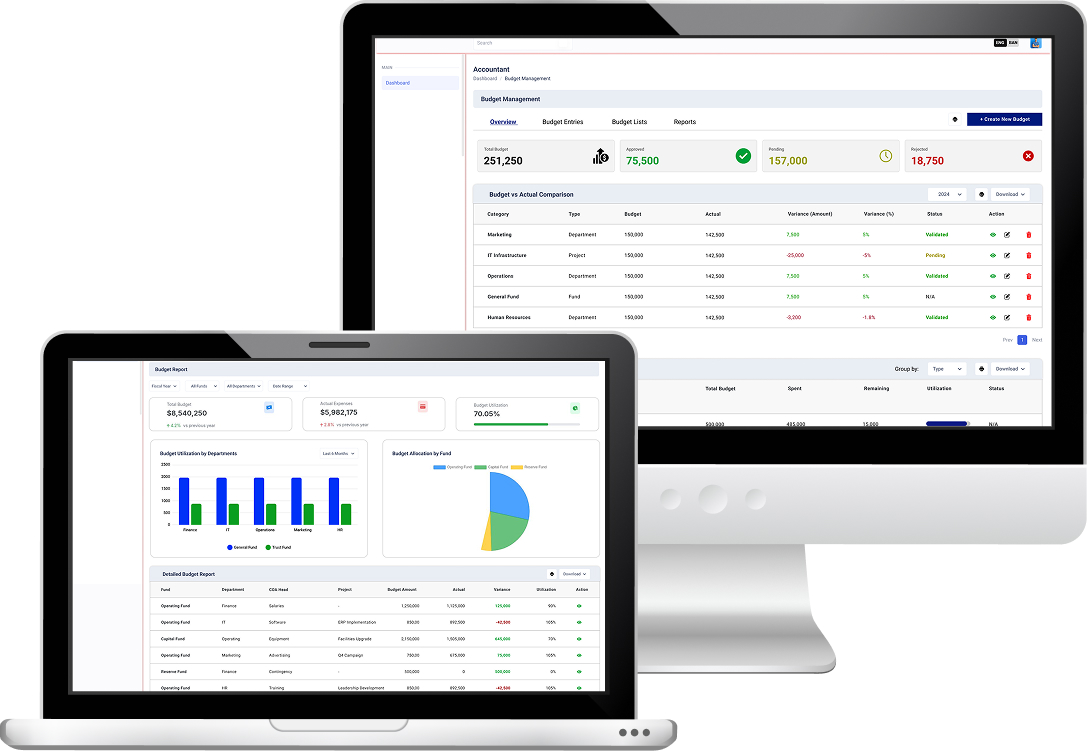 Search
ENG BAN
MAIN
Dashboard
Accountant
Dashboard / Budget Management
Budget Management
Overview Budget Entries Budget Lists Reports
+ Create New Budget
Total Budget
251,250
Approved
75,500
Pending
157,000
Rejected
18,750
Budget vs Actual Comparison
2024 Download
Category Type Budget Actual Variance (Amount) Variance (%) Status Action
Marketing Department 150,000 142,500 7,500 5% Validated
IT Infrastructure Project 150,000 142,500 -25,000 -5% Pending
Operations Department 150,000 142,500 7,500 5% Validated
General Fund Fund 150,000 142,500 7,500 5% N/A
Human Resources Department 150,000 142,500 -3,200 -1.8% Validated
Prev 1 Next
Group by: Type Download
Total Budget Spent Remaining Utilization Status
500,000 485,000 15,000 N/A
Budget Report
Fiscal Year All Funds All Departments Date Range
Total Budget
$8,540,250
+ 4.2% vs previous year
Actual Expenses
$5,982,175
+ 2.8% vs previous year
Budget Utilization
70.05%
Budget Utilization by Departments
Last 6 Months
2500
2000
1500
1000
500
0
Finance IT Operations Marketing HR
General Fund Trust Fund
Budget Allocation by Fund
Operating Fund Capital Fund Reserve Fund
Detailed Budget Report
Download
Fund Department COA Head Project Budget Amount Actual Variance Utilization Action
Operating Fund Finance Salaries - 1,250,000 1,125,000 125,000 90%
Operating Fund IT Software ERP Implementation 850,00 892,500 -42,500 105%
Capital Fund Operating Equipment Facilities Upgrade 2,150,000 1,505,000 645,000 70%
Operating Fund Marketing Advertising Q4 Campaign 750,00 675,000 75,000 105%
Reserve Fund Finance Contingency - 500,000 0 500,000 0%
Operating Fund HR Training Leadership Development 850,00 892,500 -42,500 105%